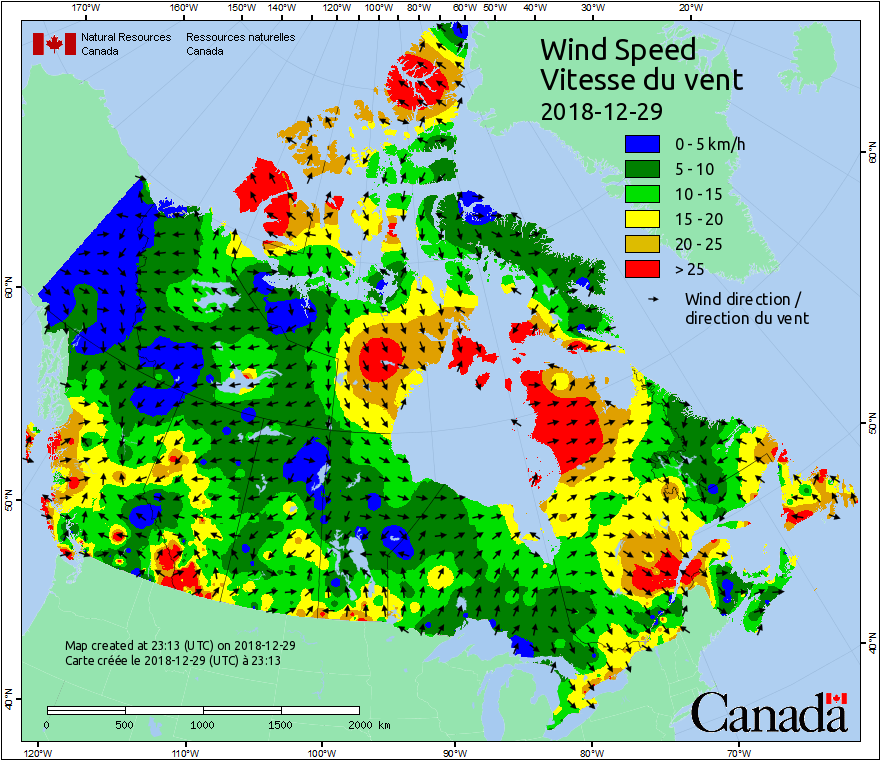 170°W 160°W 150°W 140°W 130°W 120°W 110°W 100°W 90°W 80°W 70°W 60°W 50°W 40°W 30°W 20°W
Natural Resources Ressources naturelles
Canada Canada
Wind Speed
Vitesse du vent
2018-12-29
0 - 5 km/h
5 - 10
10 - 15
15 - 20
20 - 25
> 25
Wind direction /
direction du vent
60°N
60°N
50°N
50°N
40°N
40°N
Map created at 23:13 (UTC) on 2018-12-29
Carte créée le 2018-12-29 (UTC) à 23:13
0 500 1000 1500 2000 km
Canada
120°W 110°W 100°W 90°W 80°W 70°W